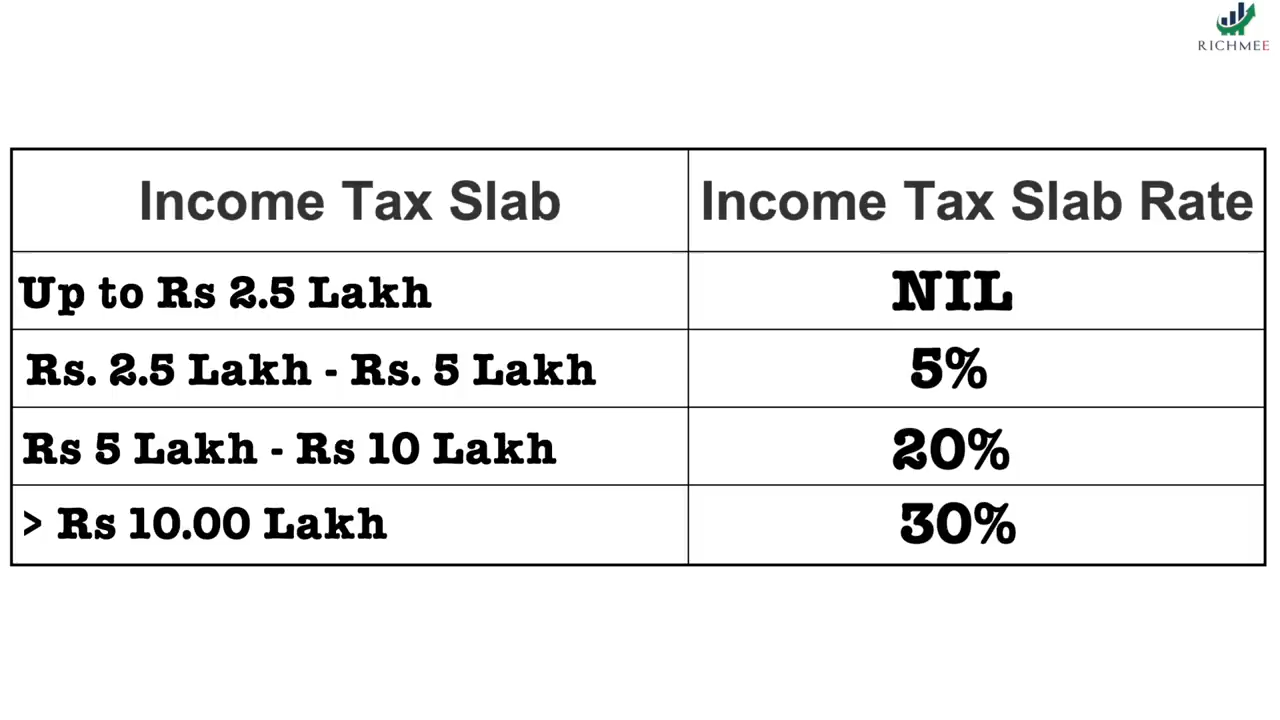 RICHMEE
Income Tax Slab Income Tax Slab Rate
Up to Rs 2.5 Lakh NIL
Rs. 2.5 Lakh - Rs. 5 Lakh 5%
Rs 5 Lakh - Rs 10 Lakh 20%
> Rs 10.00 Lakh 30%